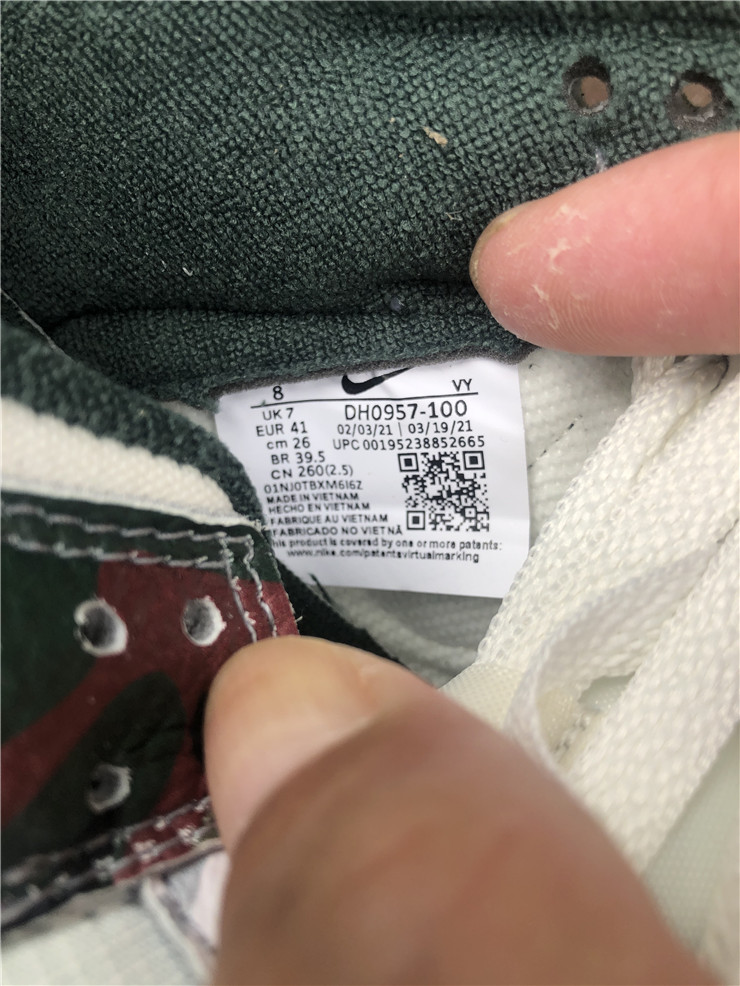 8 VY
UK 7 DH0957-100
EUR 41 02/03/21 | 03/19/21
cm 26 UPC 00195238852665
BR 39.5
CN 260(2.5)
01NJ0TBXM6I6Z
MADE IN VIETNAM
HECHO EN VIETNAM
FABRIQUE AU VIETNAM
FABRICADO NO VIETNÃ
this product is covered by one or more patents:
www.nike.com/patentsvirtualmarking